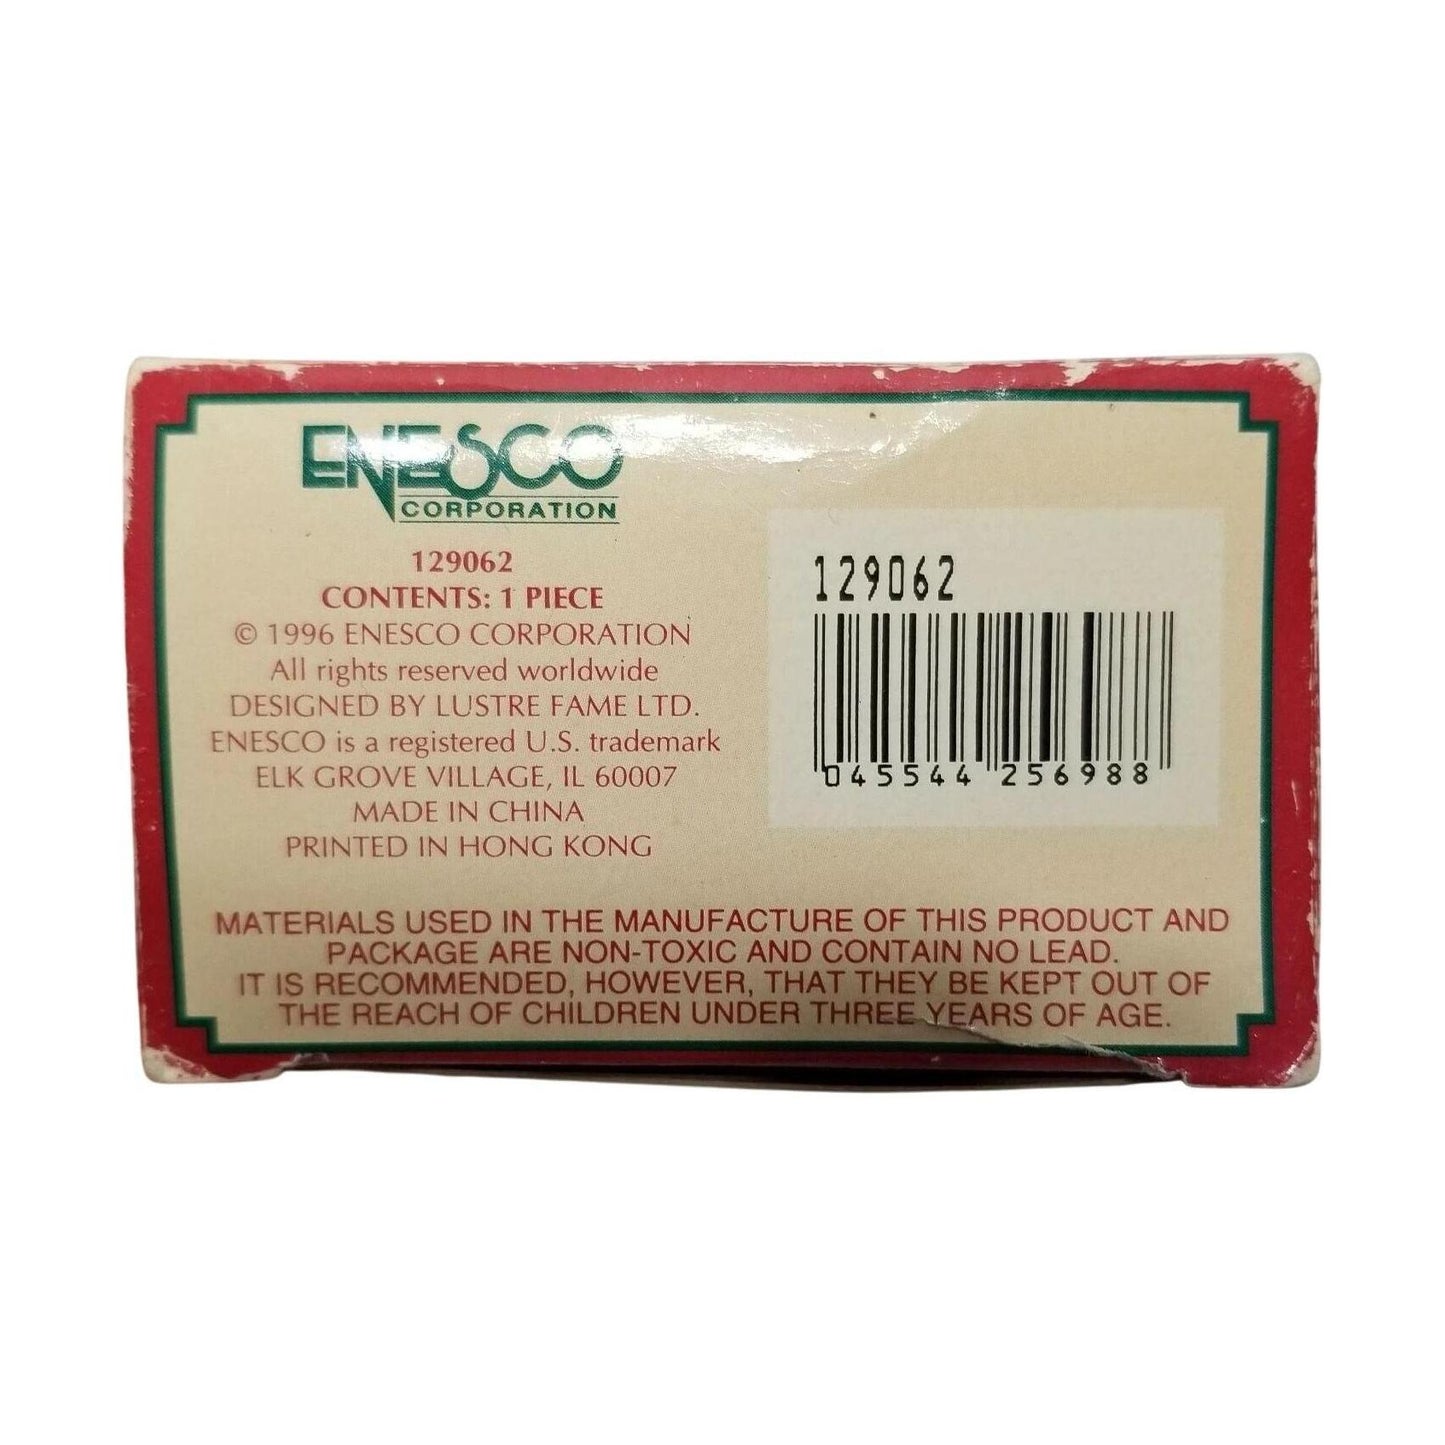 ENESCO
CORPORATION
129062
CONTENTS: 1 PIECE
© 1996 ENESCO CORPORATION
All rights reserved worldwide
DESIGNED BY LUSTRE FAME LTD.
ENESCO is a registered U.S. trademark
ELK GROVE VILLAGE, IL 60007
MADE IN CHINA
PRINTED IN HONG KONG
129062
045544 256988
MATERIALS USED IN THE MANUFACTURE OF THIS PRODUCT AND
PACKAGE ARE NON-TOXIC AND CONTAIN NO LEAD.
IT IS RECOMMENDED, HOWEVER, THAT THEY BE KEPT OUT OF
THE REACH OF CHILDREN UNDER THREE YEARS OF AGE.